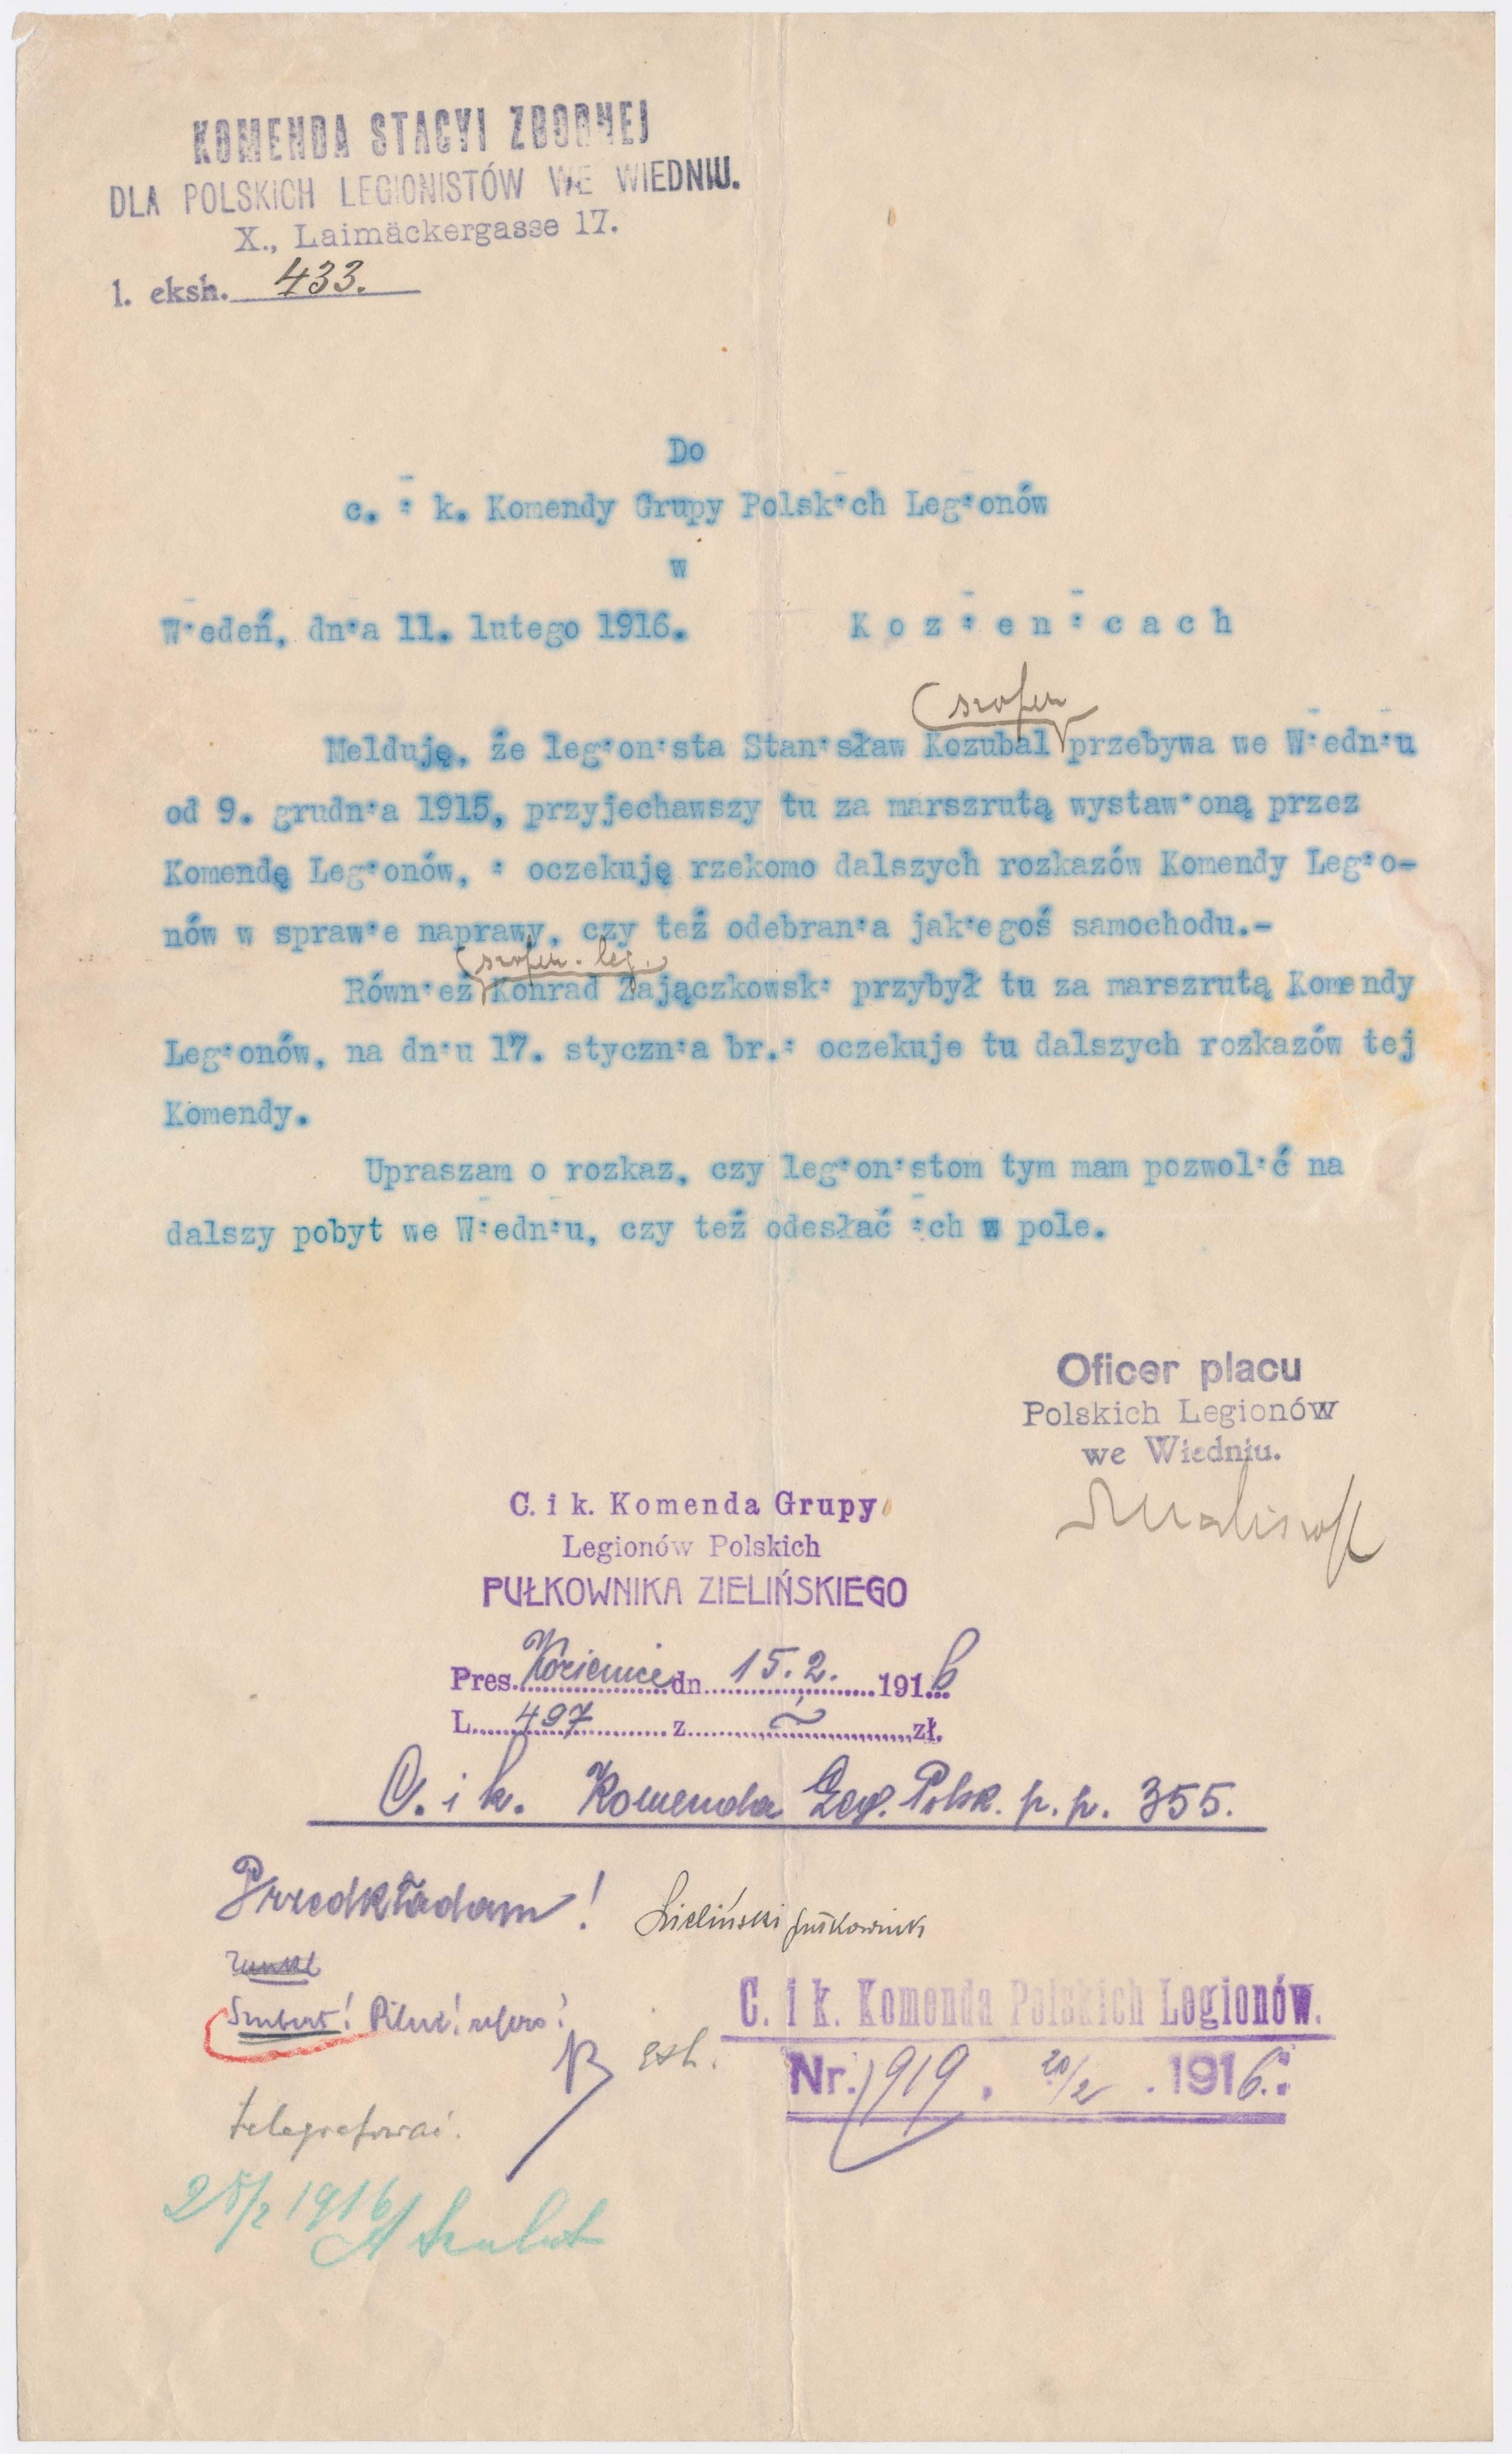 KOMENDA STACYI ZBORNEJ
DLA POLSKICH LEGIONISTÓW WE WIEDNIU.
X., Laimäckergasse 17.
l. eksh. 433.
Do
c. i k. Komendy Grupy Polskich Legionów
w
Wiedeń, dnia 11. lutego 1916. Kozienicach
(szofer
Melduję, że legionista Stanisław Kozubal przebywa we Wiedniu
od 9. grudnia 1915, przyjechawszy tu za marszrutą wystawioną przez
Komendę Legionów, i oczekuję rzekomo dalszych rozkazów Komendy Legio-
nów w sprawie naprawy, czy też odebrania jakiegoś samochodu.-
(szofer. leg.)
Również Konrad Zajączkowski przybył tu za marszrutą Komendy
Legionów, na dniu 17. stycznia br. i oczekuje tu dalszych rozkazów tej
Komendy.
Upraszam o rozkaz, czy legionistom tym mam pozwolić na
dalszy pobyt we Wiedniu, czy też odesłać ich w pole.
Oficer placu
Polskich Legionów
we Wiedniu.
C. i k. Komenda Grupy
Legionów Polskich
PUŁKOWNIKA ZIELIŃSKIEGO
Pres. Kozienice dn 15.2. 1916
L. 497 z zł.
C. i k. Komenda Leg. Polsk. p. p. 355.
Przedkładam! Zieliński pułkownik
Szubert! Pilne!
C. i k. Komenda Polskich Legionów.
Nr. 1919. 20/2. 1916.
telegrafować.
25/2 1916 A Szubert